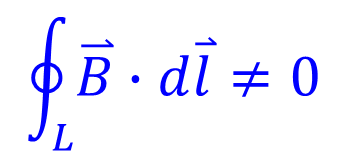 ∮_L B⃗ · dl⃗ ≠ 0